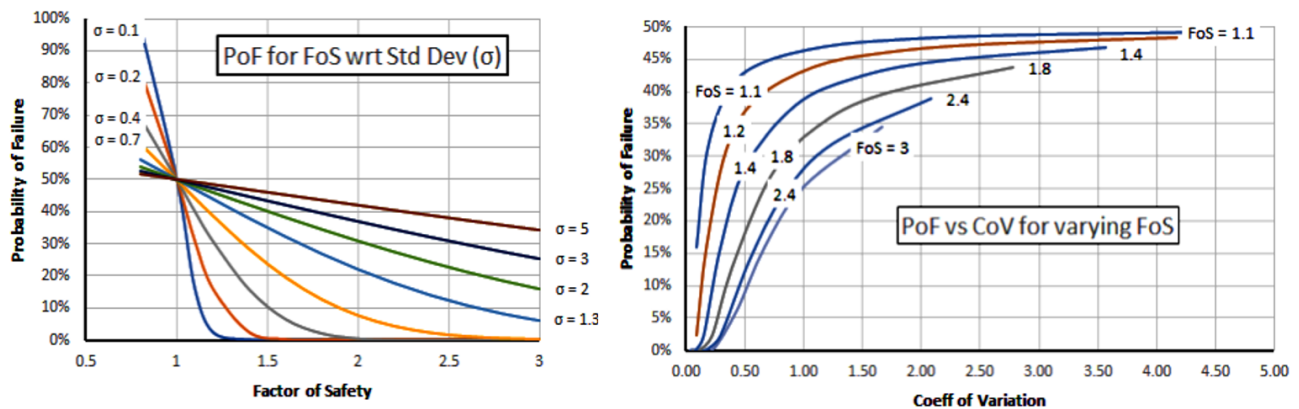 100%
90%
80%
70%
60%
50%
40%
30%
20%
10%
0%
Probability of Failure
σ = 0.1
σ = 0.2
σ = 0.4
σ = 0.7
PoF for FoS wrt Std Dev (σ)
σ = 5
σ = 3
σ = 2
σ = 1.3
0.5 1 1.5 2 2.5 3
Factor of Safety
50%
45%
40%
35%
30%
25%
20%
15%
10%
5%
0%
Probability of Failure
FoS = 1.1
1.4
1.8
2.4
FoS = 3
FoS = 1.1
1.2
1.4
1.8
2.4
PoF vs CoV for varying FoS
0.00 0.50 1.00 1.50 2.00 2.50 3.00 3.50 4.00 4.50 5.00
Coeff of Variation